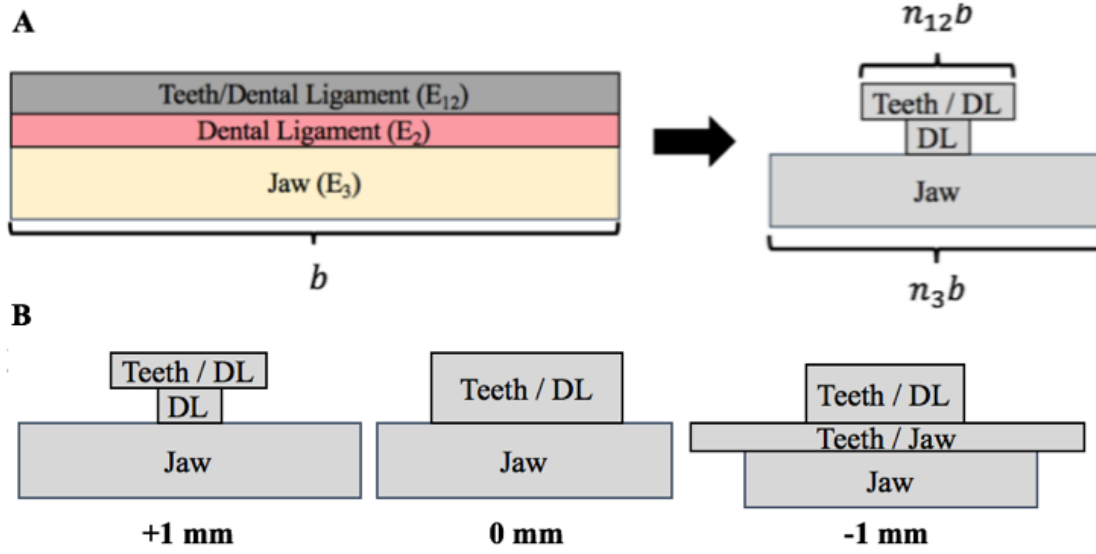 A
n₁₂b
Teeth/Dental Ligament (E₁₂)
Dental Ligament (E₂)
Jaw (E₃)
b
Teeth / DL
DL
Jaw
n₃b
B
Teeth / DL
DL
Jaw
+1 mm
Teeth / DL
Jaw
0 mm
Teeth / DL
Teeth / Jaw
Jaw
-1 mm